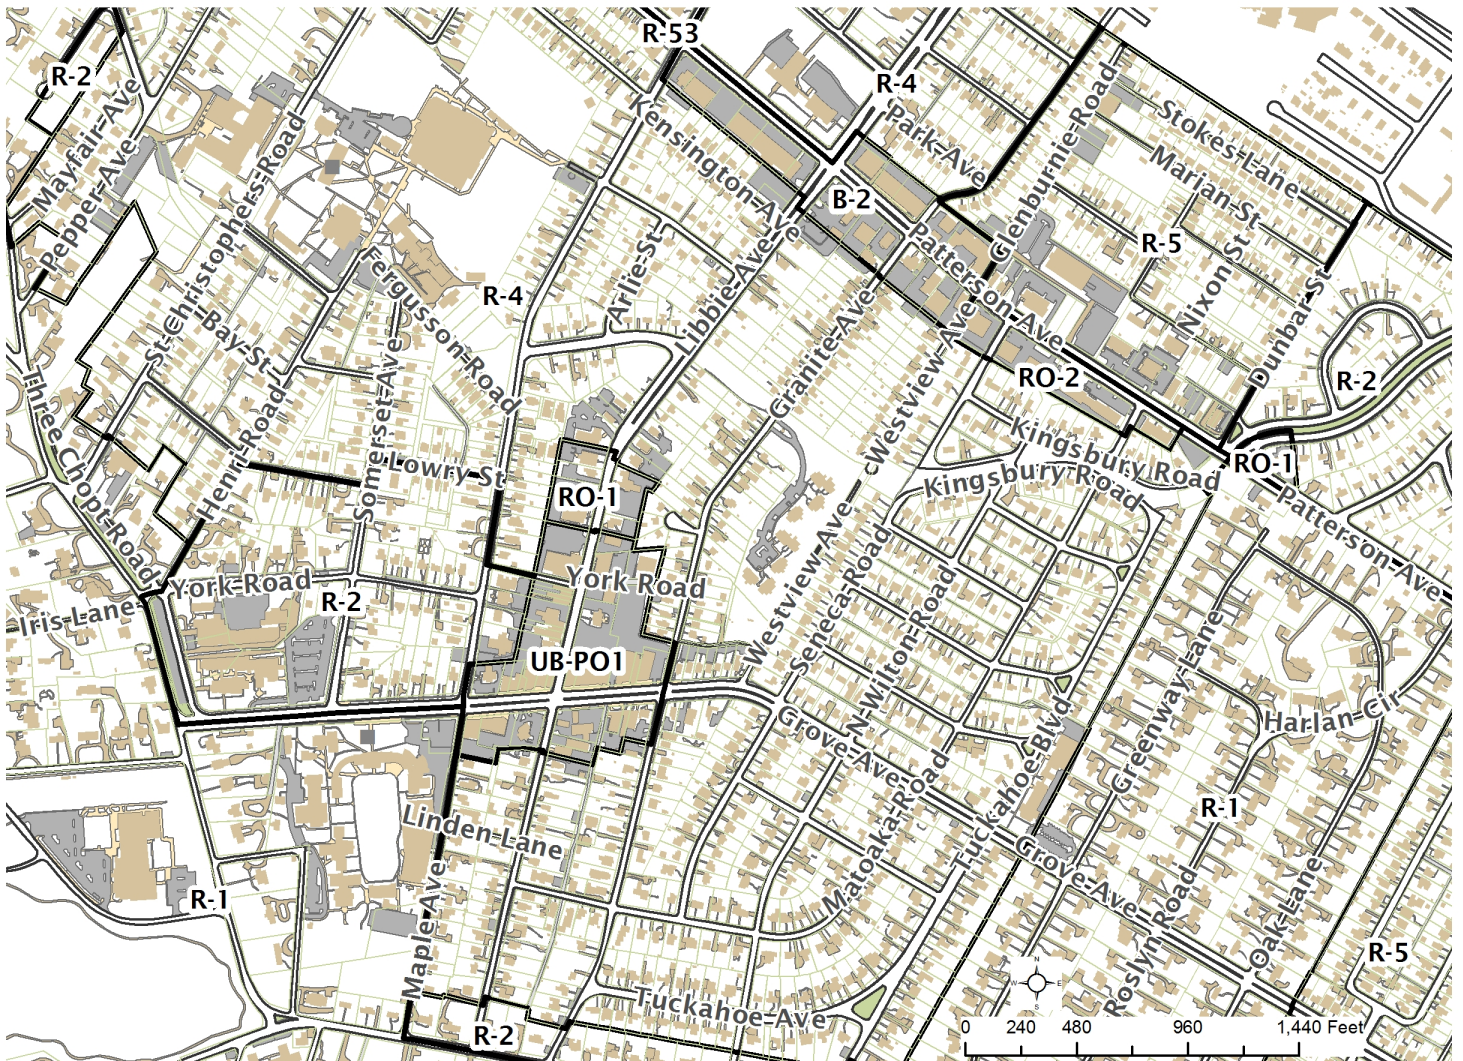 R-53
R-2
R-4
Mayfair-Ave
Pepper-Ave
St-Christophers-Road
Kensington-Ave
Park-Ave
Glenburnie-Road
Stokes-Lane
Marian-St
B-2
R-5
Nixon-St
Dunbar-St
Patterson-Ave
Fergusson-Road
R-4
Arlie-St
Libbie-Ave
Granite-Ave
Westview-Ave
Bay-St
Three-Chopt-Road
Henri-Road
Somerset-Ave
Lowry St
RO-2
R-2
Kingsbury Road
Kingsbury Road
RO-1
RO-1
Patterson-Ave
Westview-Ave
Seneca-Road
N-Wilton-Road
York-Road
York Road
Iris-Lane
R-2
UB-PO1
Greenway-Lane
Harlan-Cir
Grove-Ave
Tuckahoe-Blvd
Matoaka-Road
Linden Lane
Maple-Ave
R-1
R-1
Grove-Ave
Roslyn-Road
Oak-Lane
R-5
Tuckahoe-Ave
R-2
N
W E
S
0 240 480 960 1,440 Feet